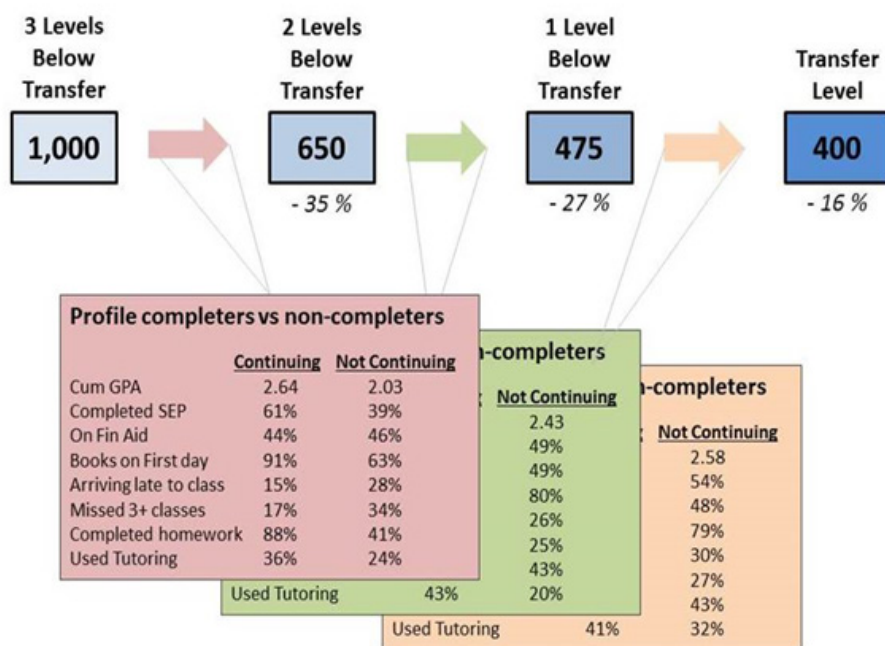 3 Levels
Below
Transfer
2 Levels
Below
Transfer
1 Level
Below
Transfer
Transfer
Level
1,000
650
475
400
- 35 %
- 27 %
- 16 %
Profile completers vs non-completers
Continuing Not Continuing
Cum GPA 2.64 2.03
Completed SEP 61% 39%
On Fin Aid 44% 46%
Books on First day 91% 63%
Arriving late to class 15% 28%
Missed 3+ classes 17% 34%
Completed homework 88% 41%
Used Tutoring 36% 24%
-completers
Not Continuing
2.43
49%
49%
80%
26%
25%
43%
Used Tutoring 43% 20%
-completers
Not Continuing
2.58
54%
48%
79%
30%
27%
43%
Used Tutoring 41% 32%